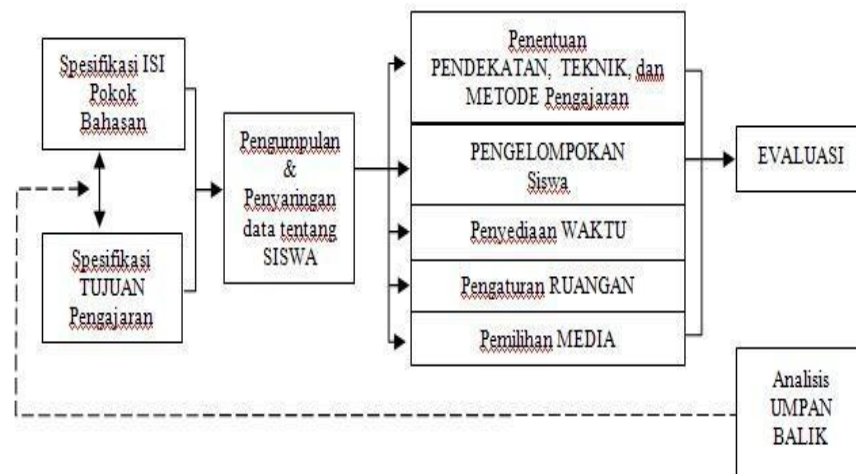 Spesifikasi ISI
Pokok
Bahasan
Spesifikasi
TUJUAN
Pengajaran
Pengumpulan
&
Penyaringan
data tentang
SISWA
Penentuan
PENDEKATAN, TEKNIK, dan
METODE Pengajaran
PENGELOMPOKAN
Siswa
Penyediaan WAKTU
Pengaturan RUANGAN
Pemilihan MEDIA
EVALUASI
Analisis
UMPAN
BALIK